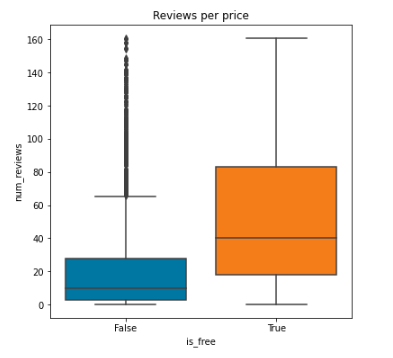 Reviews per price
num_reviews
160
140
120
100
80
60
40
20
0
False
True
is_free